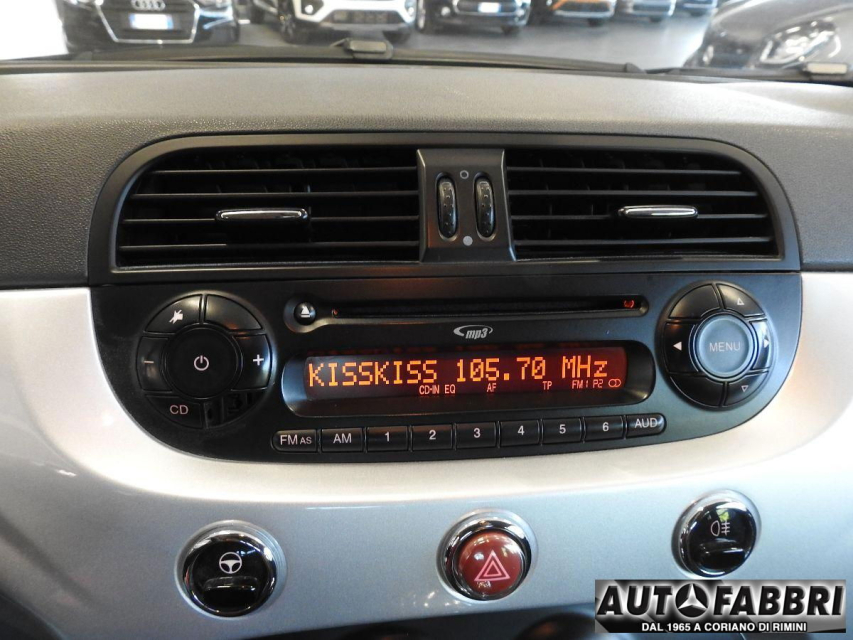 mp3
MENU
KISSKISS 105.70 MHz
CD-IN EQ AF TP FM1 P2
− +
CD
FM AS AM 1 2 3 4 5 6 AUD
AUTOFABBRI
DAL 1965 A CORIANO DI RIMINI